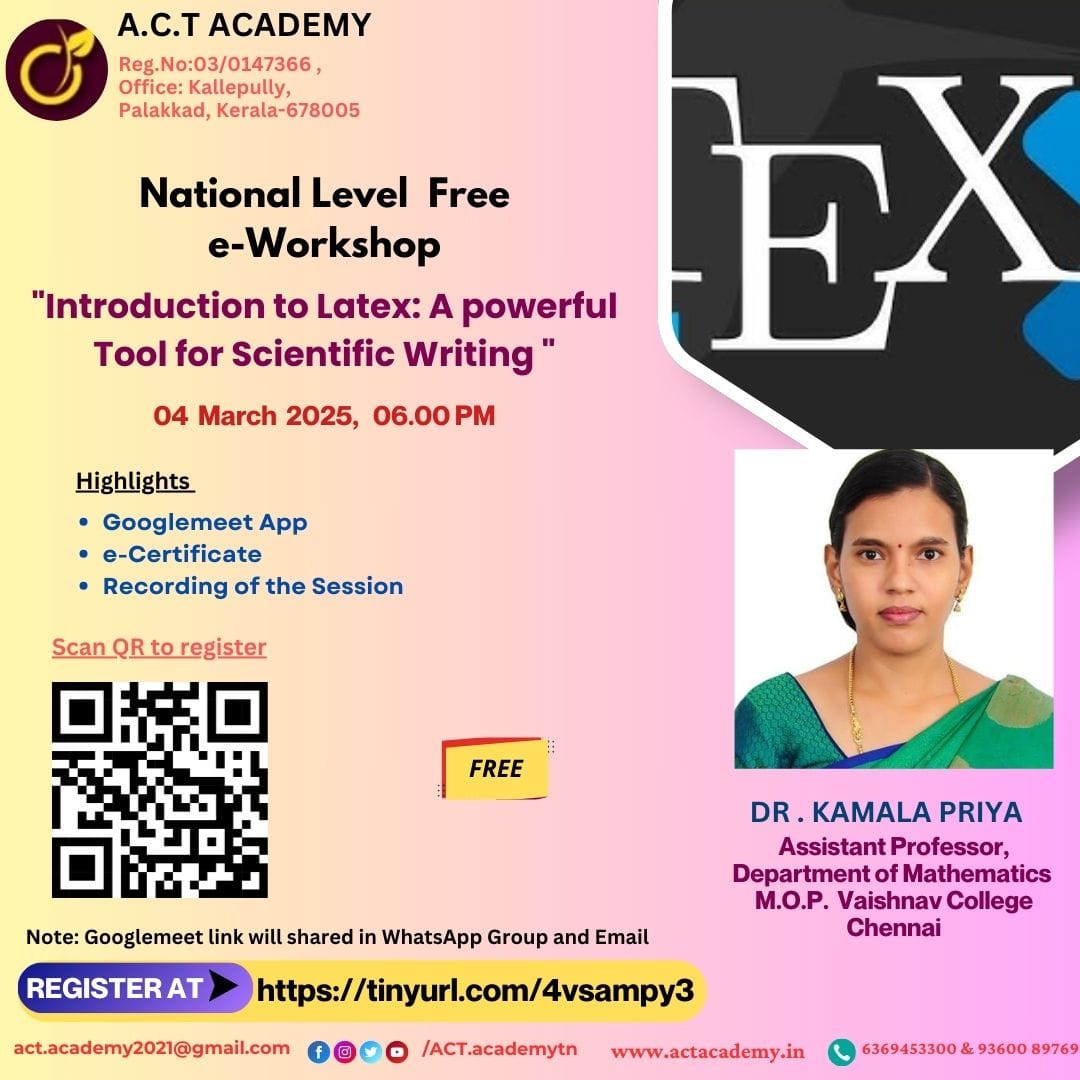 A.C.T ACADEMY
Reg.No:03/0147366 ,
Office: Kallepully,
Palakkad, Kerala-678005
TEX
National Level Free
e-Workshop
"Introduction to Latex: A powerful
Tool for Scientific Writing "
04 March 2025, 06.00 PM
Highlights
• Googlemeet App
• e-Certificate
• Recording of the Session
Scan QR to register
FREE
DR . KAMALA PRIYA
Assistant Professor,
Department of Mathematics
M.O.P. Vaishnav College
Chennai
Note: Googlemeet link will shared in WhatsApp Group and Email
REGISTER AT https://tinyurl.com/4vsampy3
act.academy2021@gmail.com /ACT.academytn www.actacademy.in 6369453300 & 93600 89769